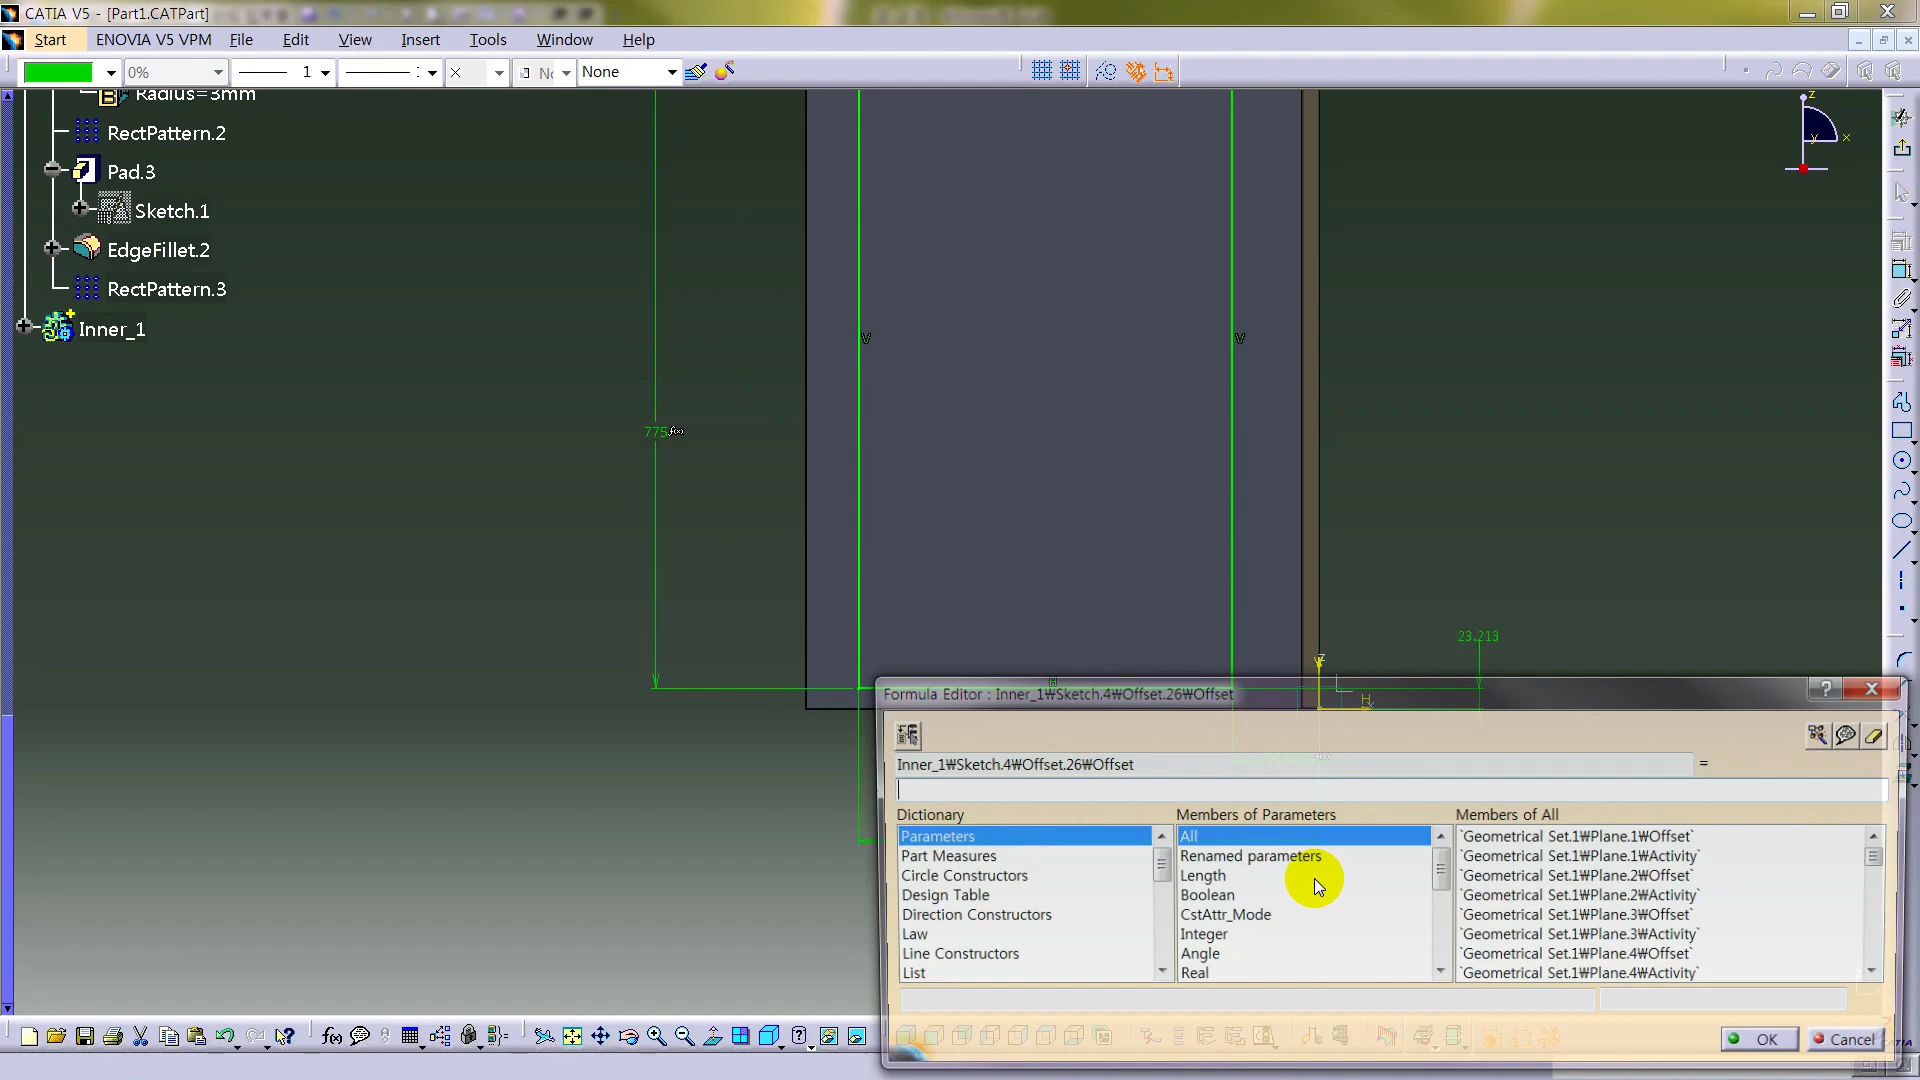 CATIA V5 - [Part1.CATPart]
Start ENOVIA V5 VPM File Edit View Insert Tools Window Help
0% 1 None
Radius=3mm
RectPattern.2
Pad.3
Sketch.1
EdgeFillet.2
RectPattern.3
Inner_1
z
y x
V V
775 f(x)
23.213
H
z
H
Formula Editor : Inner_1₩Sketch.4₩Offset.26₩Offset
Inner_1₩Sketch.4₩Offset.26₩Offset =
Dictionary Members of Parameters Members of All
Parameters All `Geometrical Set.1₩Plane.1₩Offset`
Part Measures Renamed parameters `Geometrical Set.1₩Plane.1₩Activity`
Circle Constructors Length `Geometrical Set.1₩Plane.2₩Offset`
Design Table Boolean `Geometrical Set.1₩Plane.2₩Activity`
Direction Constructors CstAttr_Mode `Geometrical Set.1₩Plane.3₩Offset`
Law Integer `Geometrical Set.1₩Plane.3₩Activity`
Line Constructors Angle `Geometrical Set.1₩Plane.4₩Offset`
List Real `Geometrical Set.1₩Plane.4₩Activity`
OK Cancel